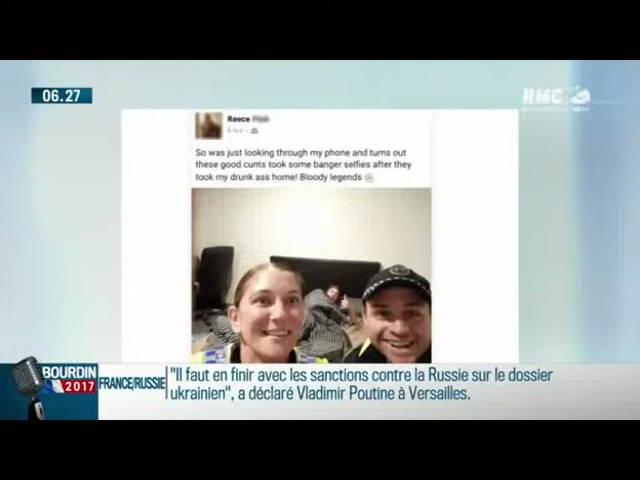 06.27
RMC
Reece
So was just looking through my phone and turns out
these good cunts took some banger selfies after they
took my drunk ass home! Bloody legends
BOURDIN
2017
FRANCE/RUSSIE
"Il faut en finir avec les sanctions contre la Russie sur le dossier
ukrainien", a déclaré Vladimir Poutine à Versailles.